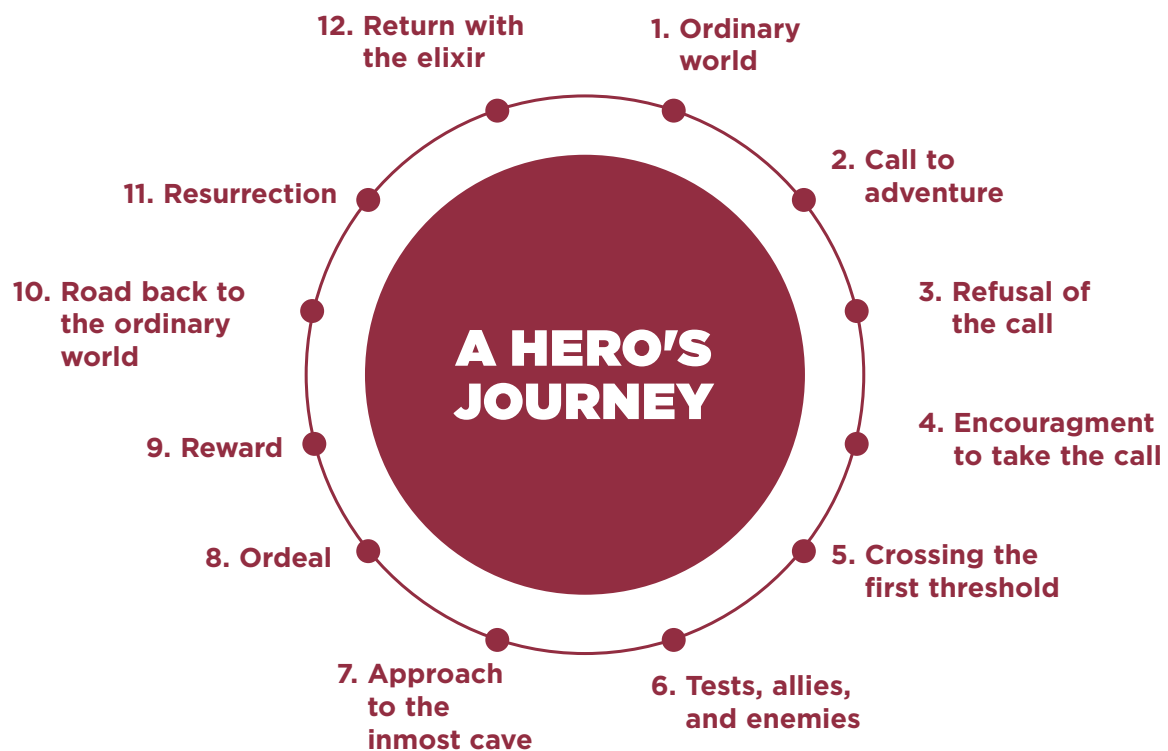 A HERO'S
JOURNEY
1. Ordinary
world
2. Call to
adventure
3. Refusal of
the call
4. Encouragment
to take the call
5. Crossing the
first threshold
6. Tests, allies,
and enemies
7. Approach
to the
inmost cave
8. Ordeal
9. Reward
10. Road back to
the ordinary
world
11. Resurrection
12. Return with
the elixir